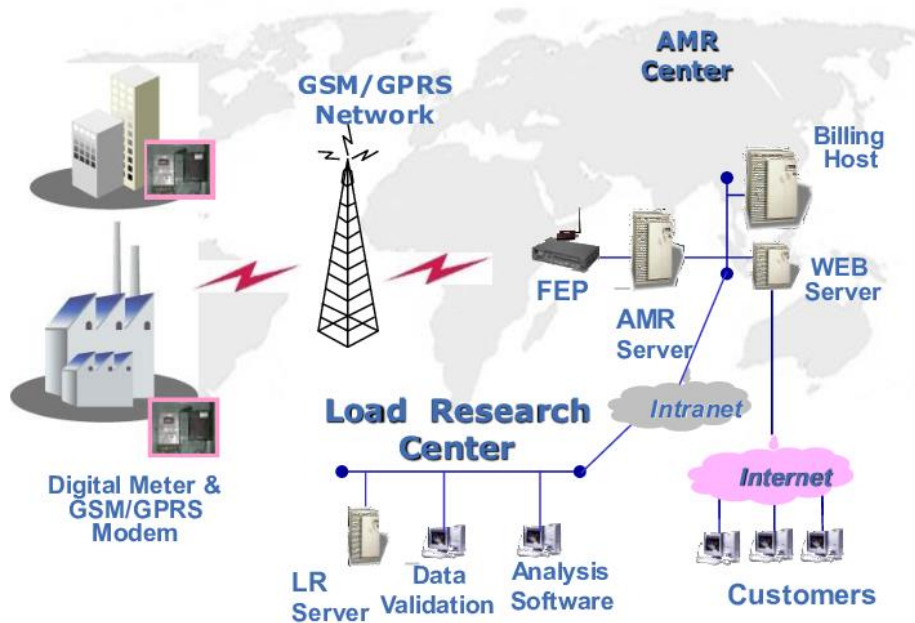 AMR
Center
GSM/GPRS
Network
Billing
Host
FEP
WEB
Server
AMR
Server
Intranet
Load Research
Center
Internet
Digital Meter &
GSM/GPRS
Modem
LR
Server
Data
Validation
Analysis
Software
Customers